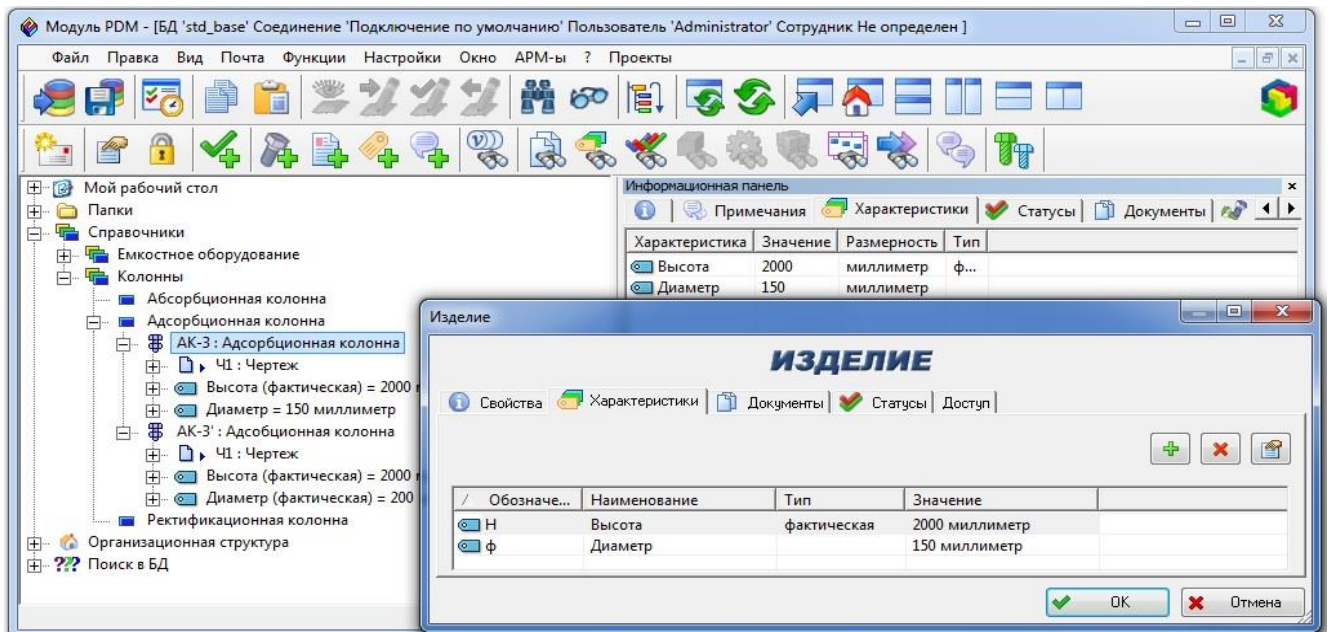 Модуль PDM - [БД 'std_base' Соединение 'Подключение по умолчанию' Пользователь 'Administrator' Сотрудник Не определен ]
Файл Правка Вид Почта Функции Настройки Окно АРМ-ы ? Проекты
Мой рабочий стол
Папки
Справочники
Емкостное оборудование
Колонны
Абсорбционная колонна
Адсорбционная колонна
АК-3 : Адсорбционная колонна
Ч1 : Чертеж
Высота (фактическая) = 2000
Диаметр = 150 миллиметр
АК-3' : Адсобционная колонна
Ч1 : Чертеж
Высота (фактическая) = 2000
Диаметр (фактическая) = 200
Ректификационная колонна
Организационная структура
??? Поиск в БД
Информационная панель
Примечания Характеристики Статусы Документы
Характеристика Значение Размерность Тип
Высота 2000 миллиметр ф...
Диаметр 150 миллиметр
Изделие
ИЗДЕЛИЕ
Свойства Характеристики Документы Статусы Доступ
/ Обозначе... Наименование Тип Значение
H Высота фактическая 2000 миллиметр
ф Диаметр 150 миллиметр
OK Отмена